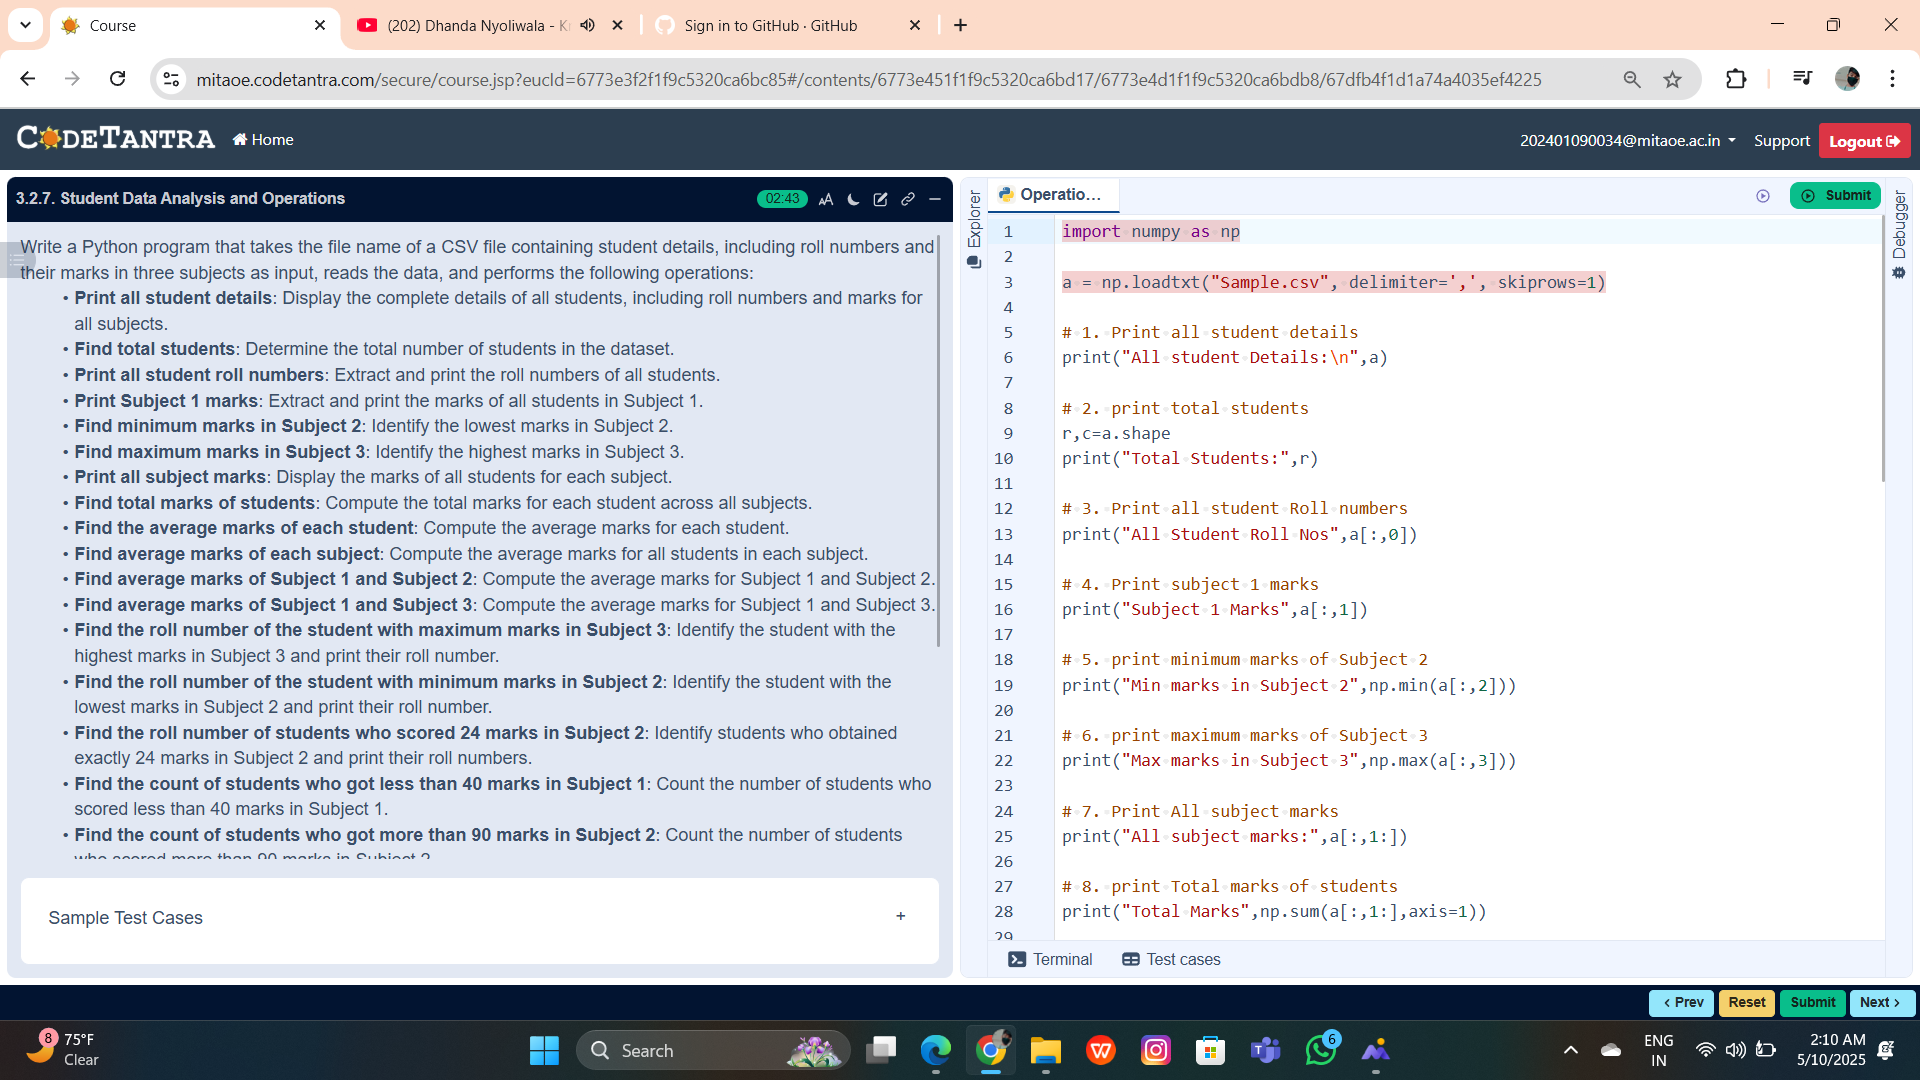 Course
(202) Dhanda Nyoliwala - K
Sign in to GitHub · GitHub
mitaoe.codetantra.com/secure/course.jsp?eucId=6773e3f2f1f9c5320ca6bc85#/contents/6773e451f1f9c5320ca6bd17/6773e4d1f1f9c5320ca6bdb8/67dfb4f1d1a74a4035ef4225
CODETANTRA
Home
202401090034@mitaoe.ac.in
Support
Logout
3.2.7. Student Data Analysis and Operations
02:43
AA
Write a Python program that takes the file name of a CSV file containing student details, including roll numbers and
their marks in three subjects as input, reads the data, and performs the following operations:
• Print all student details: Display the complete details of all students, including roll numbers and marks for
all subjects.
• Find total students: Determine the total number of students in the dataset.
• Print all student roll numbers: Extract and print the roll numbers of all students.
• Print Subject 1 marks: Extract and print the marks of all students in Subject 1.
• Find minimum marks in Subject 2: Identify the lowest marks in Subject 2.
• Find maximum marks in Subject 3: Identify the highest marks in Subject 3.
• Print all subject marks: Display the marks of all students for each subject.
• Find total marks of students: Compute the total marks for each student across all subjects.
• Find the average marks of each student: Compute the average marks for each student.
• Find average marks of each subject: Compute the average marks for all students in each subject.
• Find average marks of Subject 1 and Subject 2: Compute the average marks for Subject 1 and Subject 2.
• Find average marks of Subject 1 and Subject 3: Compute the average marks for Subject 1 and Subject 3.
• Find the roll number of the student with maximum marks in Subject 3: Identify the student with the
highest marks in Subject 3 and print their roll number.
• Find the roll number of the student with minimum marks in Subject 2: Identify the student with the
lowest marks in Subject 2 and print their roll number.
• Find the roll number of students who scored 24 marks in Subject 2: Identify students who obtained
exactly 24 marks in Subject 2 and print their roll numbers.
• Find the count of students who got less than 40 marks in Subject 1: Count the number of students who
scored less than 40 marks in Subject 1.
• Find the count of students who got more than 90 marks in Subject 2: Count the number of students
who scored more than 90 marks in Subject 2
Sample Test Cases
+
Explorer
Operatio...
Submit
Debugger
1 import numpy as np
2
3 a = np.loadtxt("Sample.csv", delimiter=',', skiprows=1)
4
5 # 1. Print all student details
6 print("All student Details:\n",a)
7
8 # 2. print total students
9 r,c=a.shape
10 print("Total Students:",r)
11
12 # 3. Print all student Roll numbers
13 print("All Student Roll Nos",a[:,0])
14
15 # 4. Print subject 1 marks
16 print("Subject 1 Marks",a[:,1])
17
18 # 5. print minimum marks of Subject 2
19 print("Min marks in Subject 2",np.min(a[:,2]))
20
21 # 6. print maximum marks of Subject 3
22 print("Max marks in Subject 3",np.max(a[:,3]))
23
24 # 7. Print All subject marks
25 print("All subject marks:",a[:,1:])
26
27 # 8. print Total marks of students
28 print("Total Marks",np.sum(a[:,1:],axis=1))
29
Terminal
Test cases
< Prev
Reset
Submit
Next >
8
75°F
Clear
Search
6
ENG
IN
2:10 AM
5/10/2025